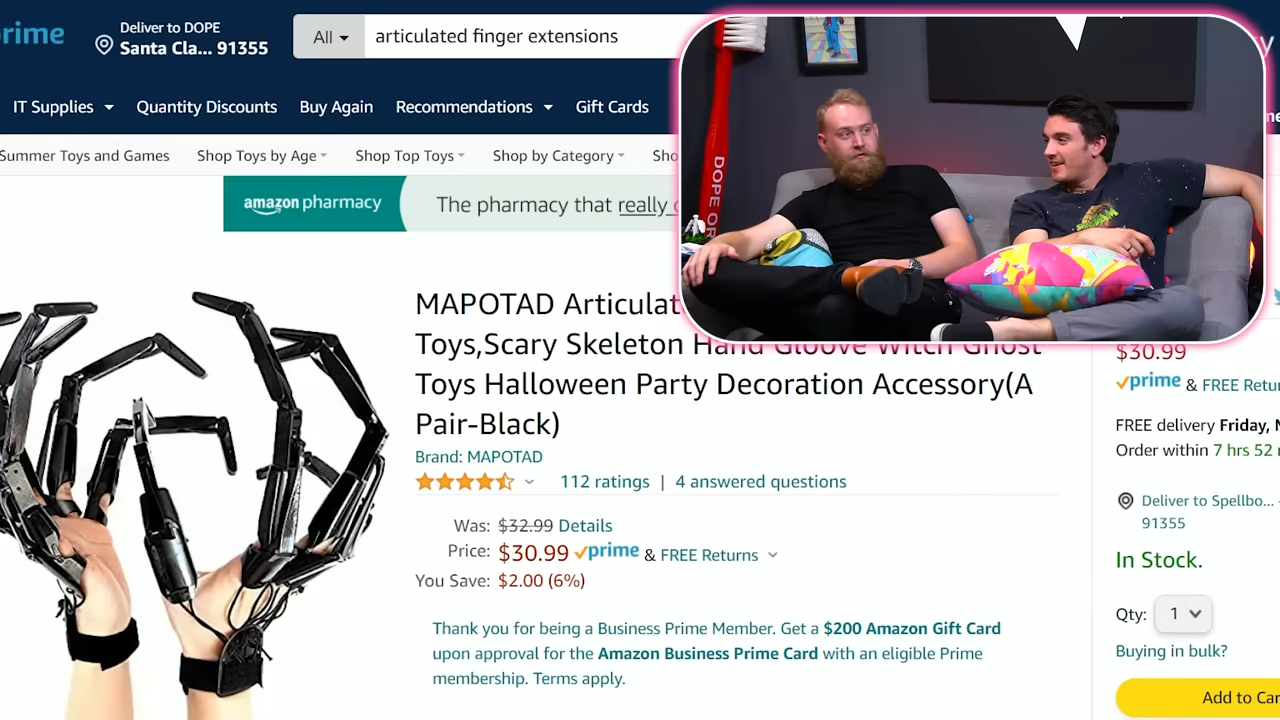 rime
Deliver to DOPE
Santa Cla... 91355
All
articulated finger extensions
IT Supplies
Quantity Discounts
Buy Again
Recommendations
Gift Cards
Summer Toys and Games
Shop Toys by Age
Shop Top Toys
Shop by Category
Sho
amazon pharmacy
The pharmacy that really
DOPE OR
MAPOTAD Articulat
Toys,Scary Skeleton Hand Gloove Witch Ghost
Toys Halloween Party Decoration Accessory(A
Pair-Black)
Brand: MAPOTAD
112 ratings | 4 answered questions
Was: $32.99 Details
Price: $30.99 prime & FREE Returns
You Save: $2.00 (6%)
Thank you for being a Business Prime Member. Get a $200 Amazon Gift Card
upon approval for the Amazon Business Prime Card with an eligible Prime
membership. Terms apply.
$30.99
prime & FREE Retu
FREE delivery Friday,
Order within 7 hrs 52
Deliver to Spellbo...
91355
In Stock.
Qty: 1
Buying in bulk?
Add to Car